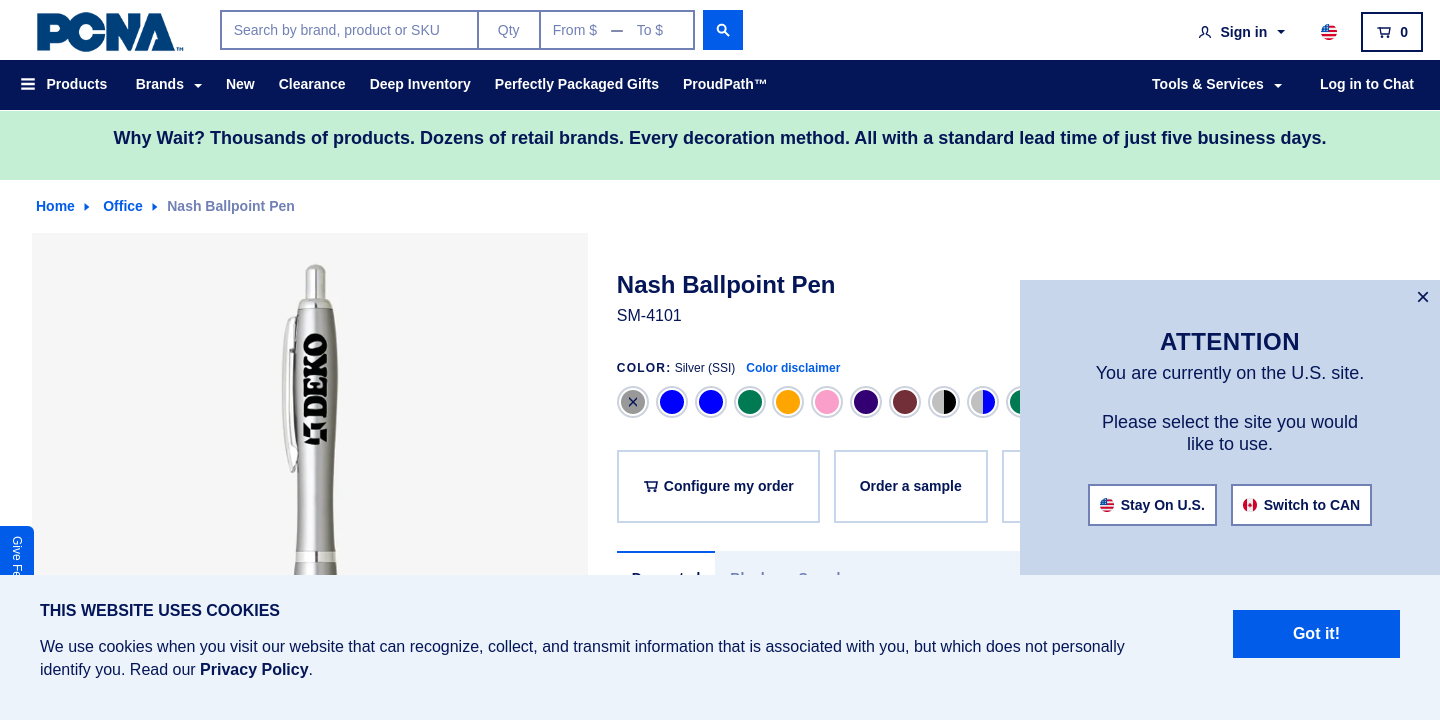 PCNA™
Search by brand, product or SKU
Qty
From $ — To $
Sign in
0
Products
Brands
New
Clearance
Deep Inventory
Perfectly Packaged Gifts
ProudPath™
Tools & Services
Log in to Chat
Why Wait? Thousands of products. Dozens of retail brands. Every decoration method. All with a standard lead time of just five business days.
Home
Office
Nash Ballpoint Pen
DEKO
Nash Ballpoint Pen
SM-4101
COLOR: Silver (SSI) Color disclaimer
Configure my order
Order a sample
×
ATTENTION
You are currently on the U.S. site.
Please select the site you would
like to use.
Stay On U.S.
Switch to CAN
Give
THIS WEBSITE USES COOKIES
We use cookies when you visit our website that can recognize, collect, and transmit information that is associated with you, but which does not personally
identify you. Read our Privacy Policy.
Got it!